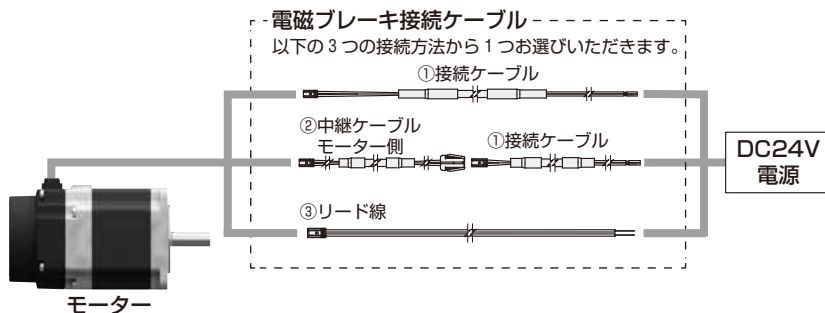 電磁ブレーキ接続ケーブル
以下の3つの接続方法から1つお選びいただきます。
①接続ケーブル
②中継ケーブル
モーター側
①接続ケーブル
DC24V
電源
③リード線
モーター